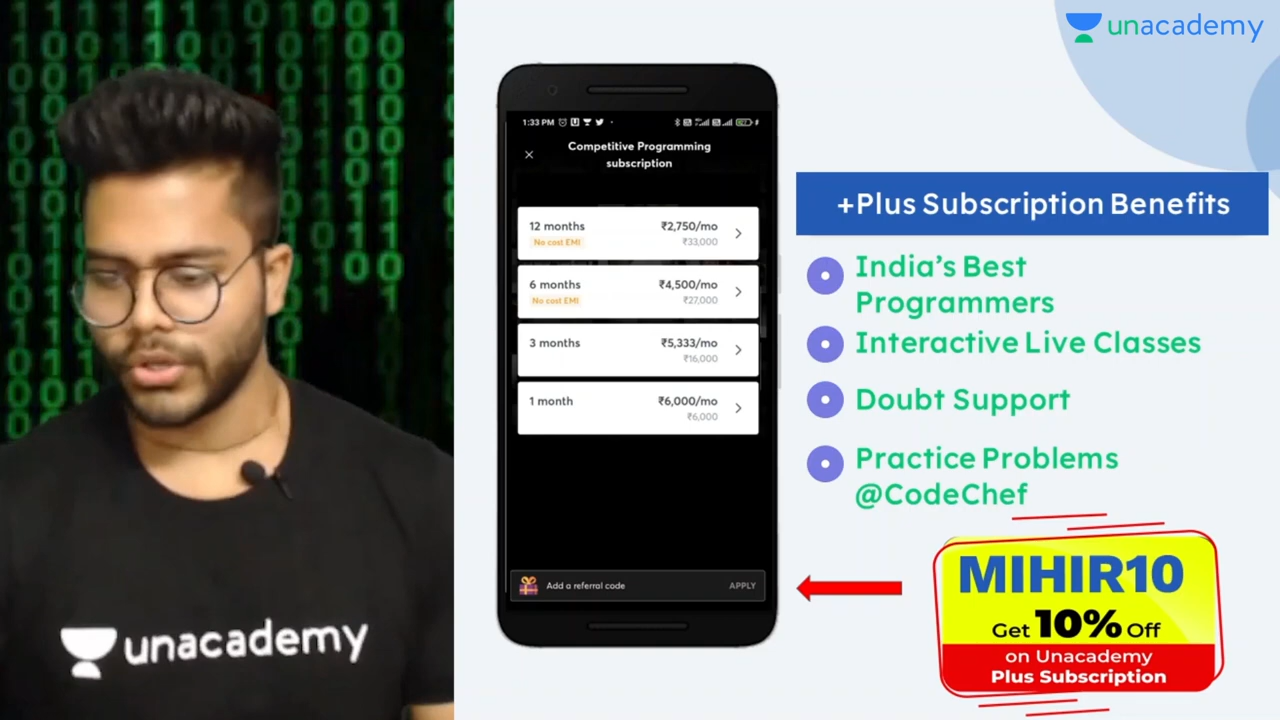 unacademy
unacademy
1:33 PM
Competitive Programming
subscription
12 months
₹2,750/mo
No cost EMI
₹33,000
6 months
₹4,500/mo
No cost EMI
₹27,000
3 months
₹5,333/mo
₹16,000
1 month
₹6,000/mo
₹6,000
Add a referral code
APPLY
+Plus Subscription Benefits
India's Best
Programmers
Interactive Live Classes
Doubt Support
Practice Problems
@CodeChef
MIHIR10
Get 10% Off
on Unacademy
Plus Subscription